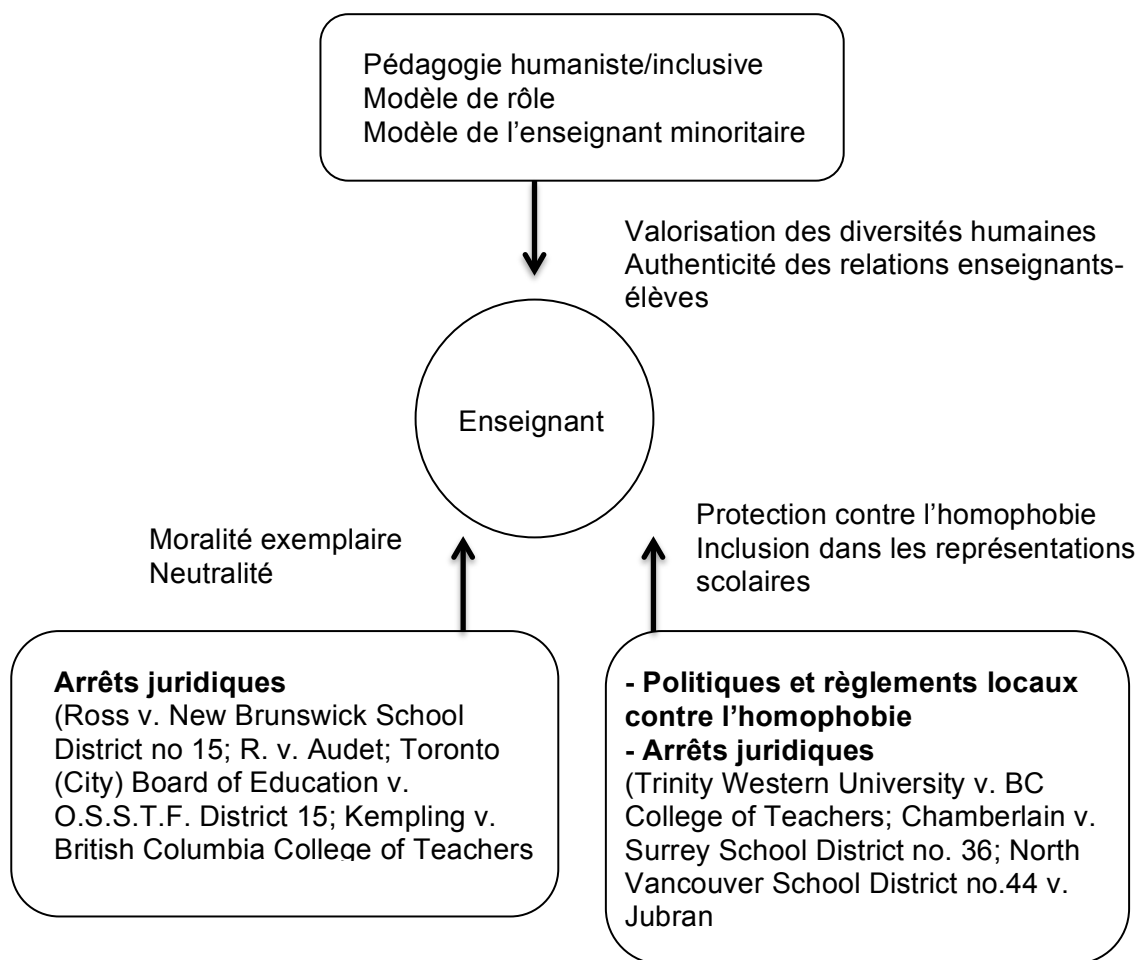 Pédagogie humaniste/inclusive
Modèle de rôle
Modèle de l’enseignant minoritaire
Valorisation des diversités humaines
Authenticité des relations enseignants-
élèves
Enseignant
Moralité exemplaire
Neutralité
Protection contre l’homophobie
Inclusion dans les représentations
scolaires
Arrêts juridiques
(Ross v. New Brunswick School
District no 15; R. v. Audet; Toronto
(City) Board of Education v.
O.S.S.T.F. District 15; Kempling v.
British Columbia College of Teachers
- Politiques et règlements locaux
contre l’homophobie
- Arrêts juridiques
(Trinity Western University v. BC
College of Teachers; Chamberlain v.
Surrey School District no. 36; North
Vancouver School District no.44 v.
Jubran